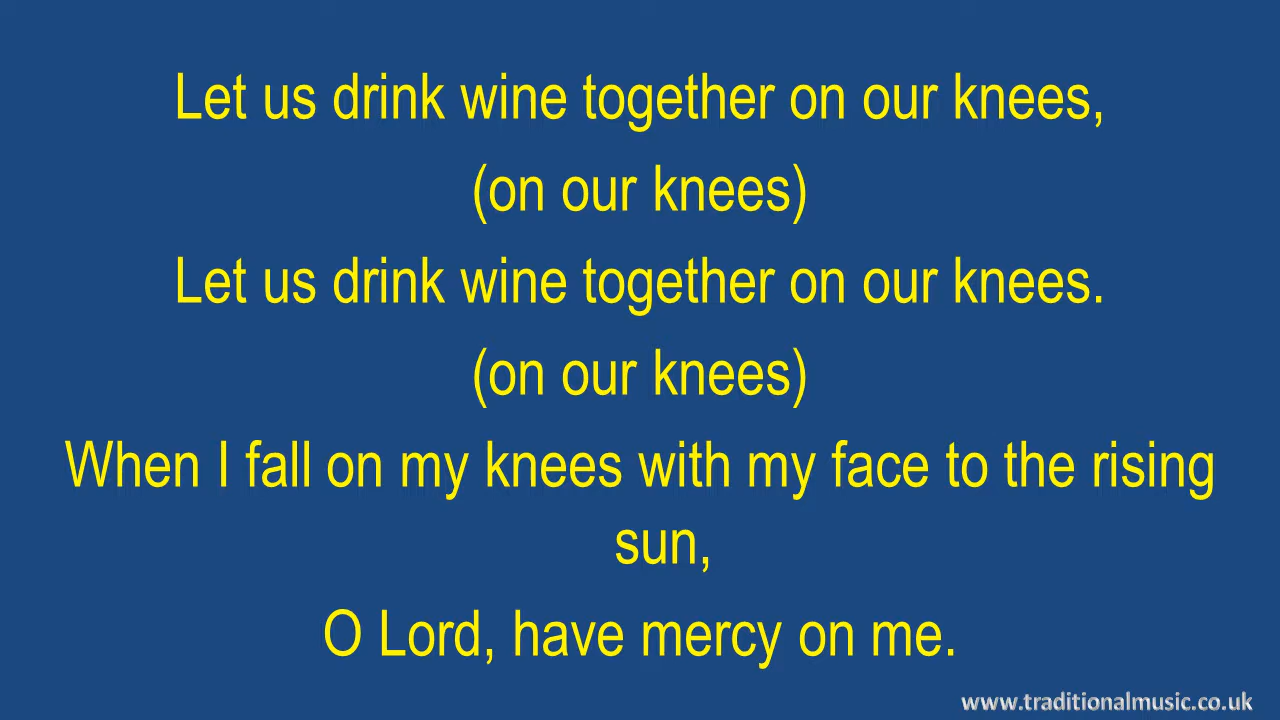 Let us drink wine together on our knees,
(on our knees)
Let us drink wine together on our knees.
(on our knees)
When I fall on my knees with my face to the rising
sun,
O Lord, have mercy on me.
www.traditionalmusic.co.uk